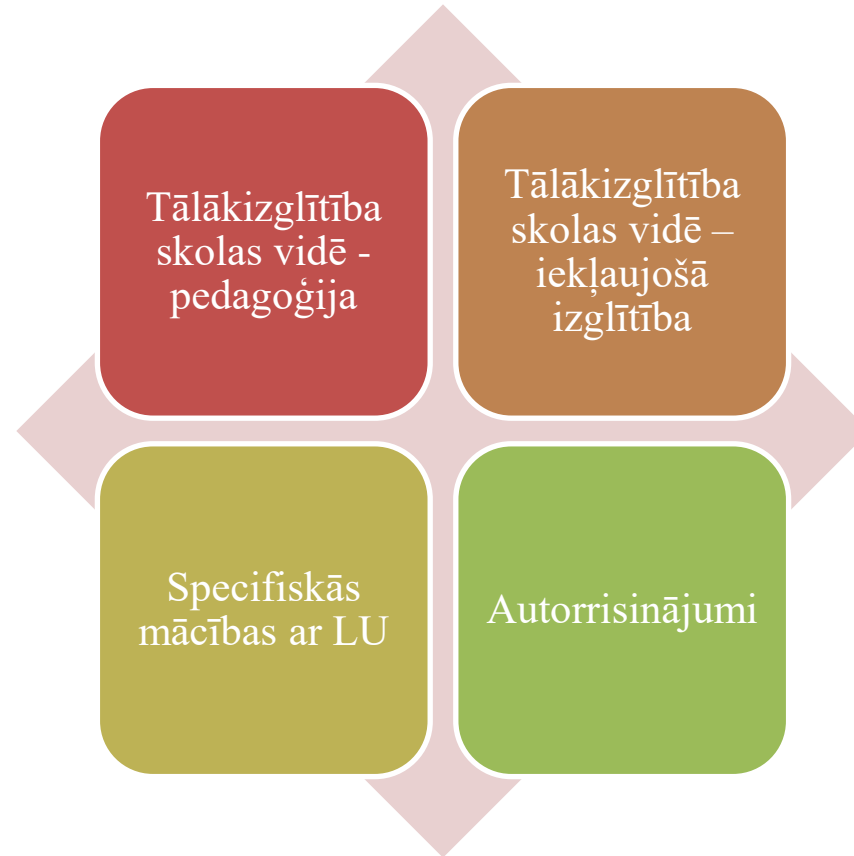 Tālākizglītība
skolas vidē -
pedagoģija
Tālākizglītība
skolas vidē –
iekļaujošā
izglītība
Specifiskās
mācības ar LU
Autorrisinājumi